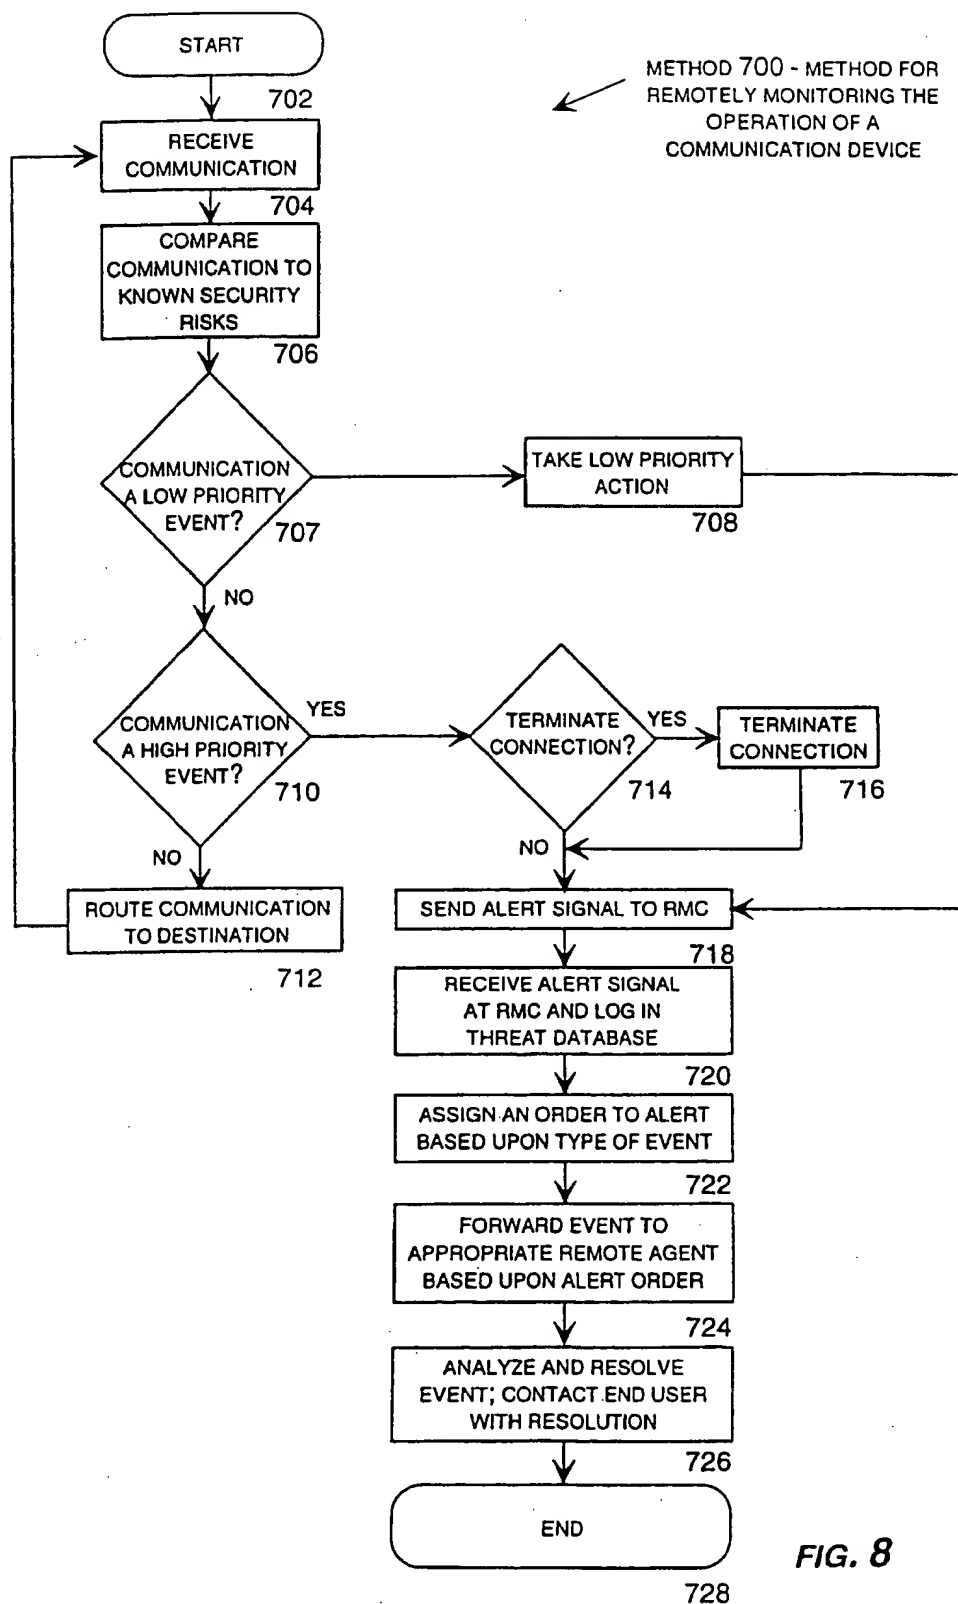 START
METHOD 700 - METHOD FOR
REMOTELY MONITORING THE
OPERATION OF A
COMMUNICATION DEVICE
702
RECEIVE
COMMUNICATION
704
COMPARE
COMMUNICATION TO
KNOWN SECURITY
RISKS
706
COMMUNICATION
A LOW PRIORITY
EVENT?
707
TAKE LOW PRIORITY
ACTION
708
NO
COMMUNICATION
A HIGH PRIORITY
EVENT?
710
YES
TERMINATE
CONNECTION?
714
YES
TERMINATE
CONNECTION
716
NO
ROUTE COMMUNICATION
TO DESTINATION
712
NO
SEND ALERT SIGNAL TO RMC
718
RECEIVE ALERT SIGNAL
AT RMC AND LOG IN
THREAT DATABASE
720
ASSIGN AN ORDER TO ALERT
BASED UPON TYPE OF EVENT
722
FORWARD EVENT TO
APPROPRIATE REMOTE AGENT
BASED UPON ALERT ORDER
724
ANALYZE AND RESOLVE
EVENT; CONTACT END USER
WITH RESOLUTION
726
END
728
FIG. 8